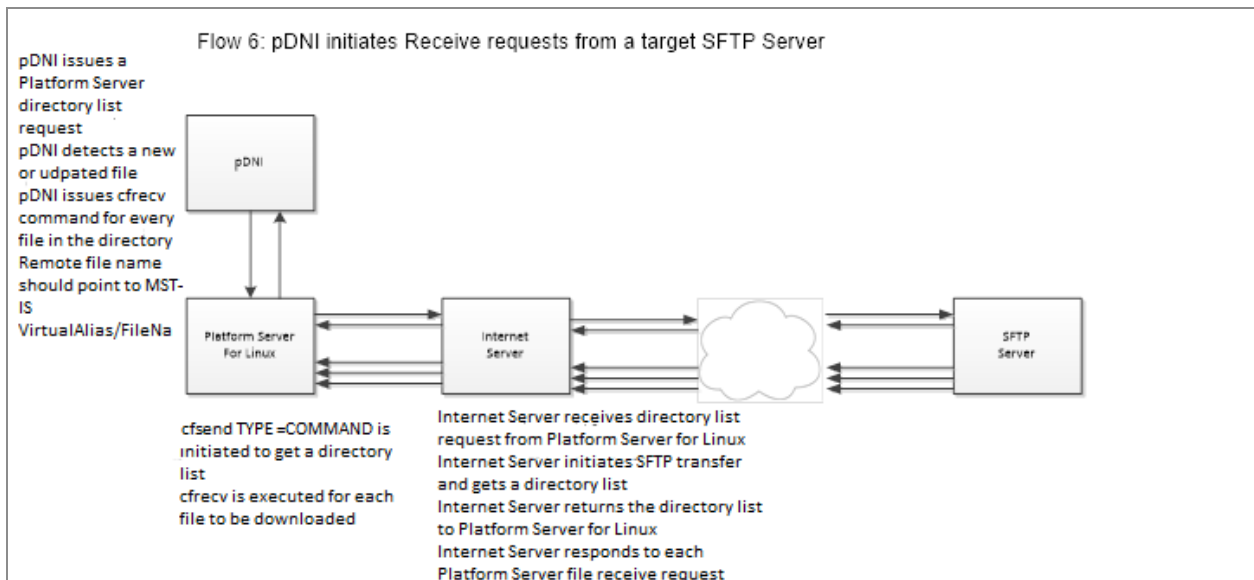 Flow 6: pDNI initiates Receive requests from a target SFTP Server
pDNI issues a
Platform Server
directory list
request
pDNI detects a new
or udpated file
pDNI issues cfrecv
command for every
file in the directory
Remote file name
should point to MST-
IS
VirtualAlias/FileNa
pDNI
Platform Server
For Linux
Internet
Server
SFTP
Server
cfsend TYPE =COMMAND is
initiated to get a directory
list
cfrecv is executed for each
file to be downloaded
Internet Server receives directory list
request from Platform Server for Linux
Internet Server initiates SFTP transfer
and gets a directory list
Internet Server returns the directory list
to Platform Server for Linux
Internet Server responds to each
Platform Server file receive request